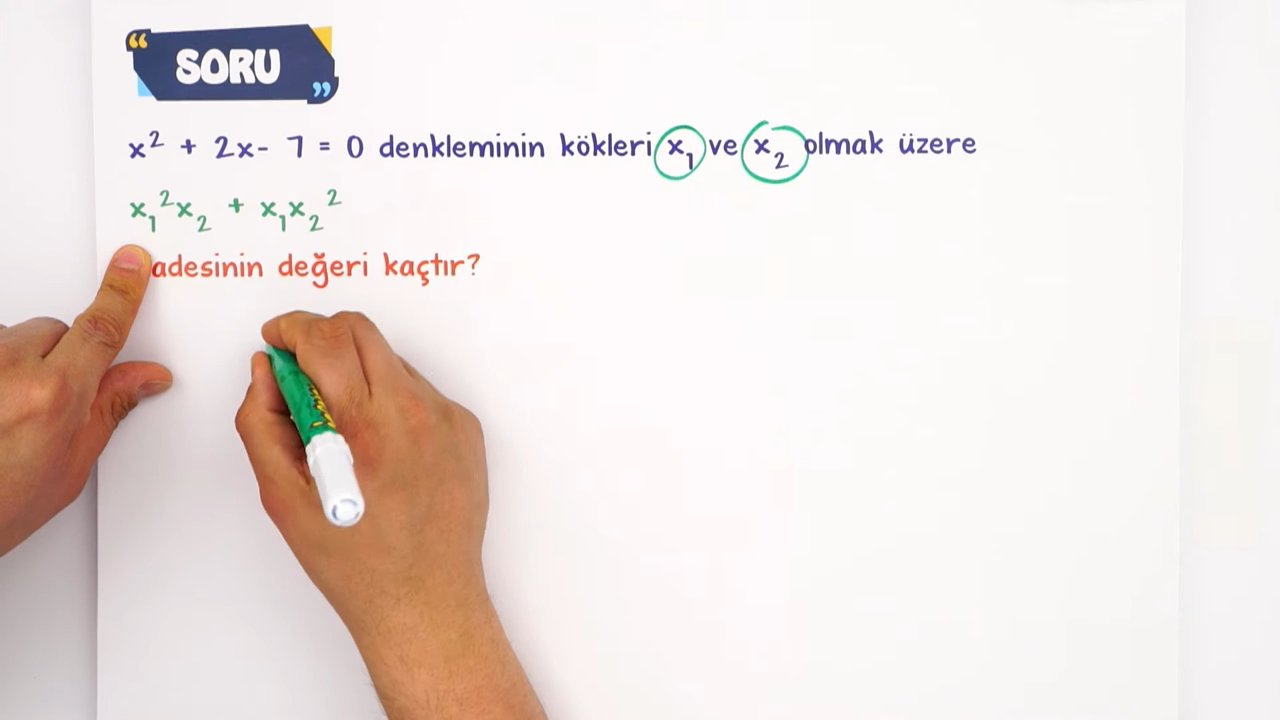 SORU
x² + 2x - 7 = 0 denkleminin kökleri x₁ ve x₂ olmak üzere
x₁²x₂ + x₁x₂²
adesinin değeri kaçtır?